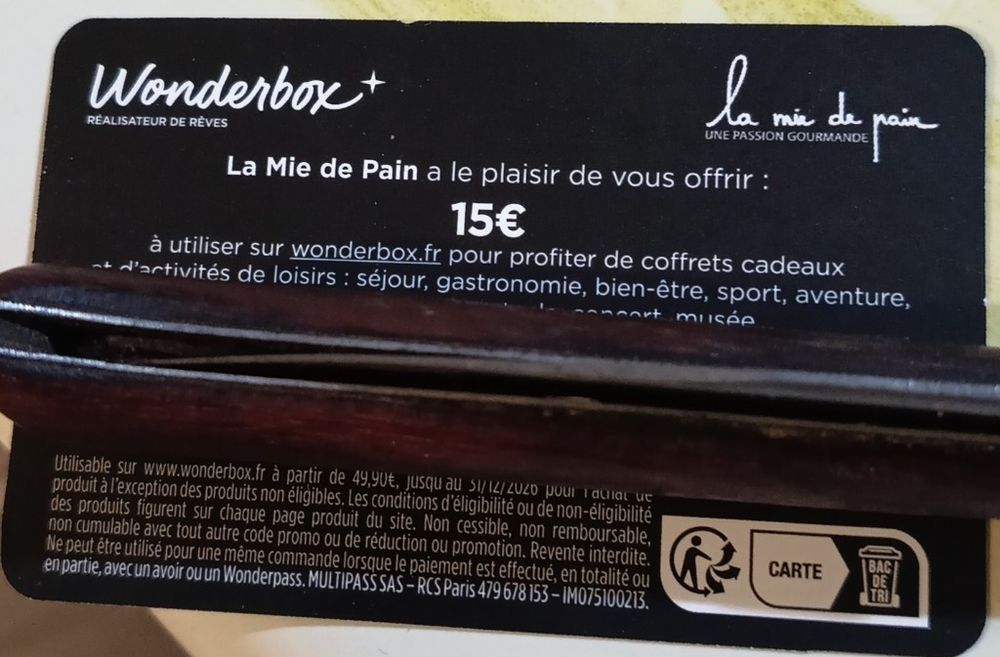 Wonderbox
RÉALISATEUR DE RÊVES
la mie de pain
UNE PASSION GOURMANDE
La Mie de Pain a le plaisir de vous offrir :
15€
à utiliser sur wonderbox.fr pour profiter de coffrets cadeaux
et d'activités de loisirs : séjour, gastronomie, bien-être, sport, aventure,
concert, musée
Utilisable sur www.wonderbox.fr à partir de 49,90€, jusqu'au 31/12/2026 pour l'achat de
produit à l'exception des produits non éligibles. Les conditions d'éligibilité ou de non-éligibilité
des produits figurent sur chaque page produit du site. Non cessible, non remboursable,
non cumulable avec tout autre code promo ou de réduction ou promotion. Revente interdite.
Ne peut être utilisé pour une même commande lorsque le paiement est effectué, en totalité ou
en partie, avec un avoir ou un Wonderpass. MULTIPASS SAS – RCS Paris 479 678 153 – IM075100213.
CARTE
BAC
DE
TRI